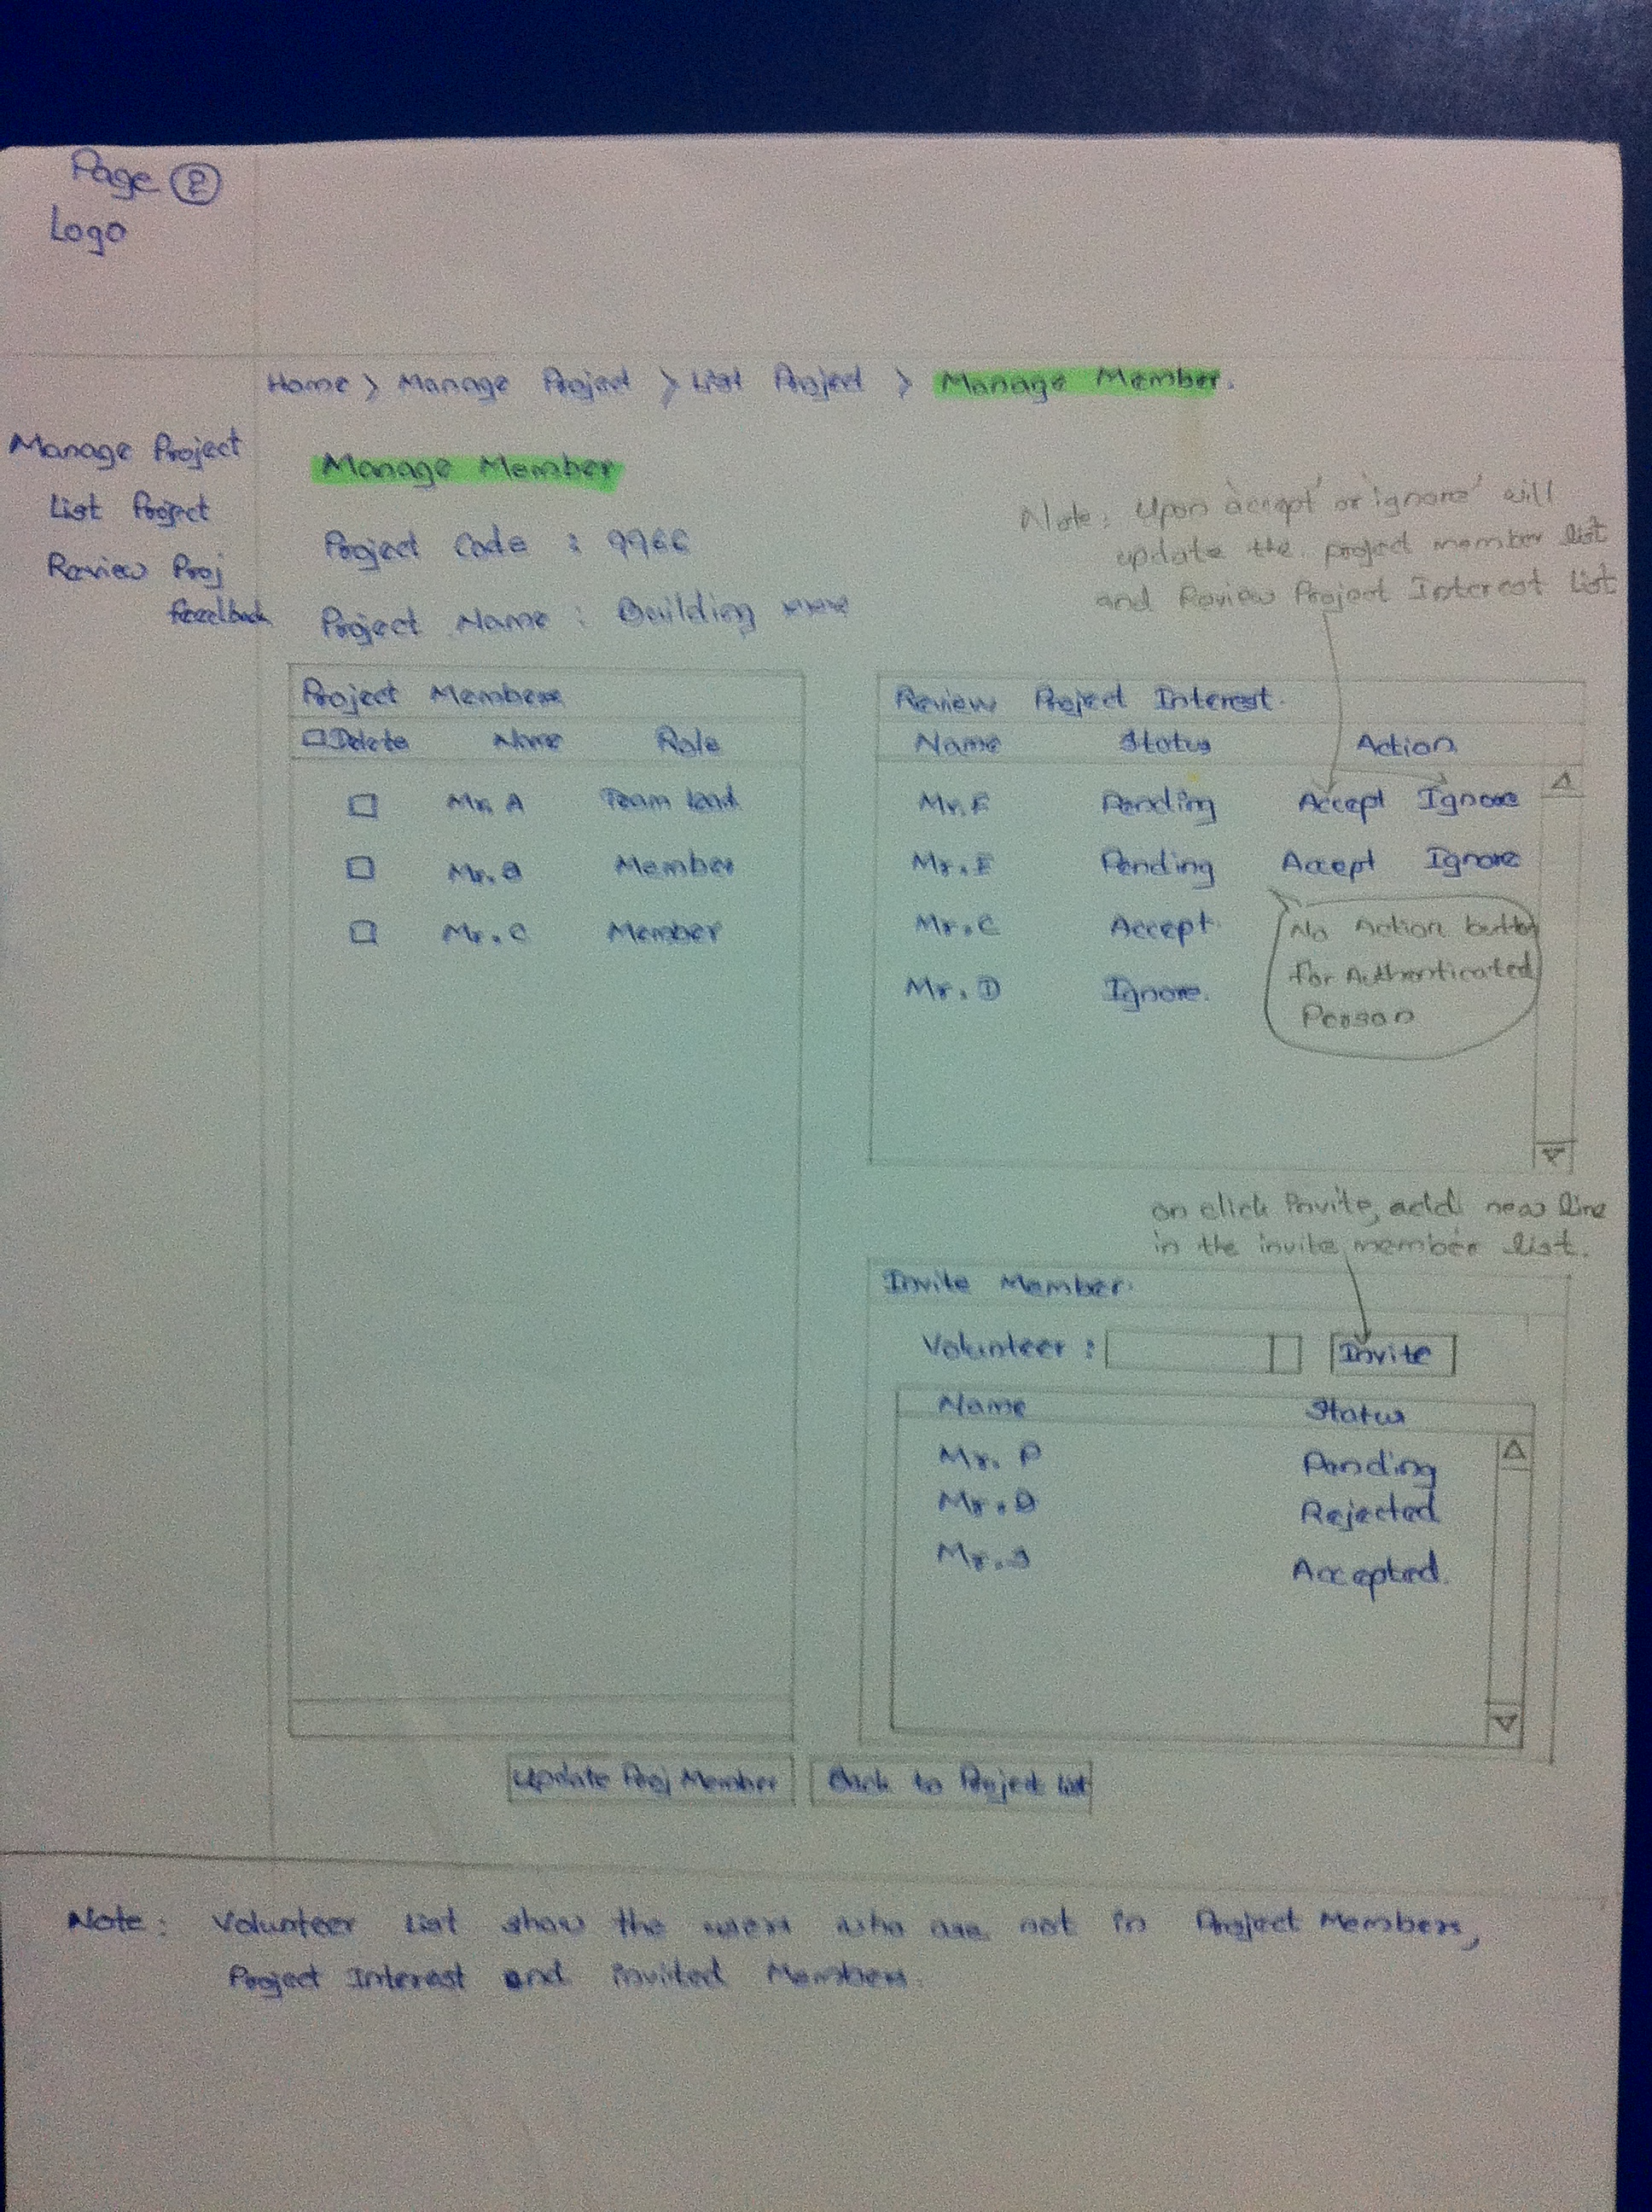 Page 2
Logo
Home > Manage Project > List Project > Manage Member.
Manage Project
List Project
Review Proj
feedback
Manage Member
Project Code :
Project Name : Building xxxx
Note: Upon 'accept' or 'ignore' will
update the project member list
and Review Project Interest List
Project Members
Delete Name Role
Mr. A Team lead
Mr. B Member
Mr. C Member
Review Project Interest.
Name Status Action
Mr. Pending Accept Ignore
Mr. E Pending Accept Ignore
Mr. C Accept
Mr. D Ignore.
No Action button
for Authenticated
Person
on click Invite, add new line
in the invite member list.
Invite Member.
Volunteer : Invite
Name Status
Mr. P Pending
Mr. Rejected
Mr. Accepted.
Update Proj Member Back to Project list
Note: Volunteer List show the users who are not in Project Members,
Project Interest and invited Members.